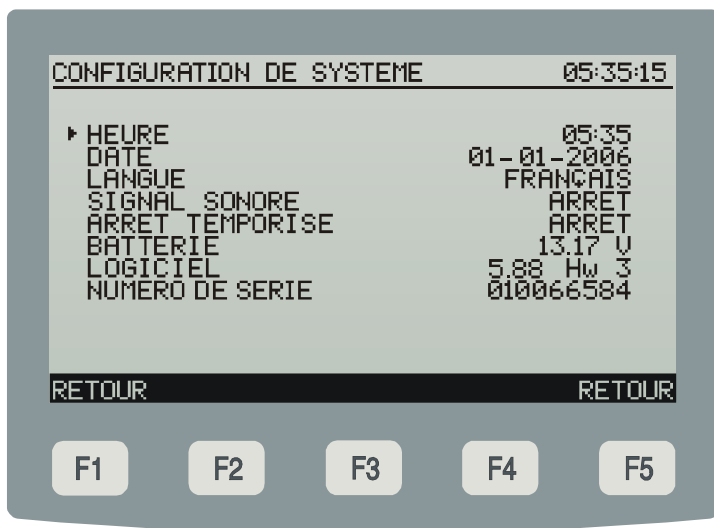 CONFIGURATION DE SYSTEME 05:35:15
HEURE 05:35
DATE 01-01-2006
LANGUE FRANÇAIS
SIGNAL SONORE ARRET
ARRET TEMPORISE ARRET
BATTERIE 13.17 V
LOGICIEL 5.88 Hw 3
NUMERO DE SERIE 010066584
RETOUR RETOUR
F1 F2 F3 F4 F5